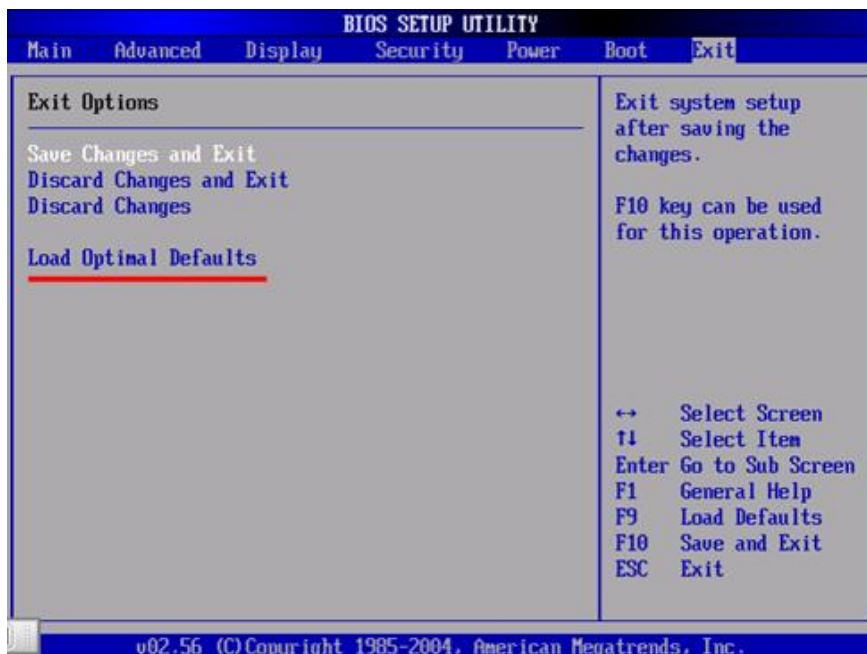 BIOS SETUP UTILITY
Main Advanced Display Security Power Boot Exit
Exit Options
Save Changes and Exit
Discard Changes and Exit
Discard Changes
Load Optimal Defaults
Exit system setup
after saving the
changes.
F10 key can be used
for this operation.
↔ Select Screen
↑↓ Select Item
Enter Go to Sub Screen
F1 General Help
F9 Load Defaults
F10 Save and Exit
ESC Exit
v02.56 (C)Copyright 1985-2004, American Megatrends, Inc.